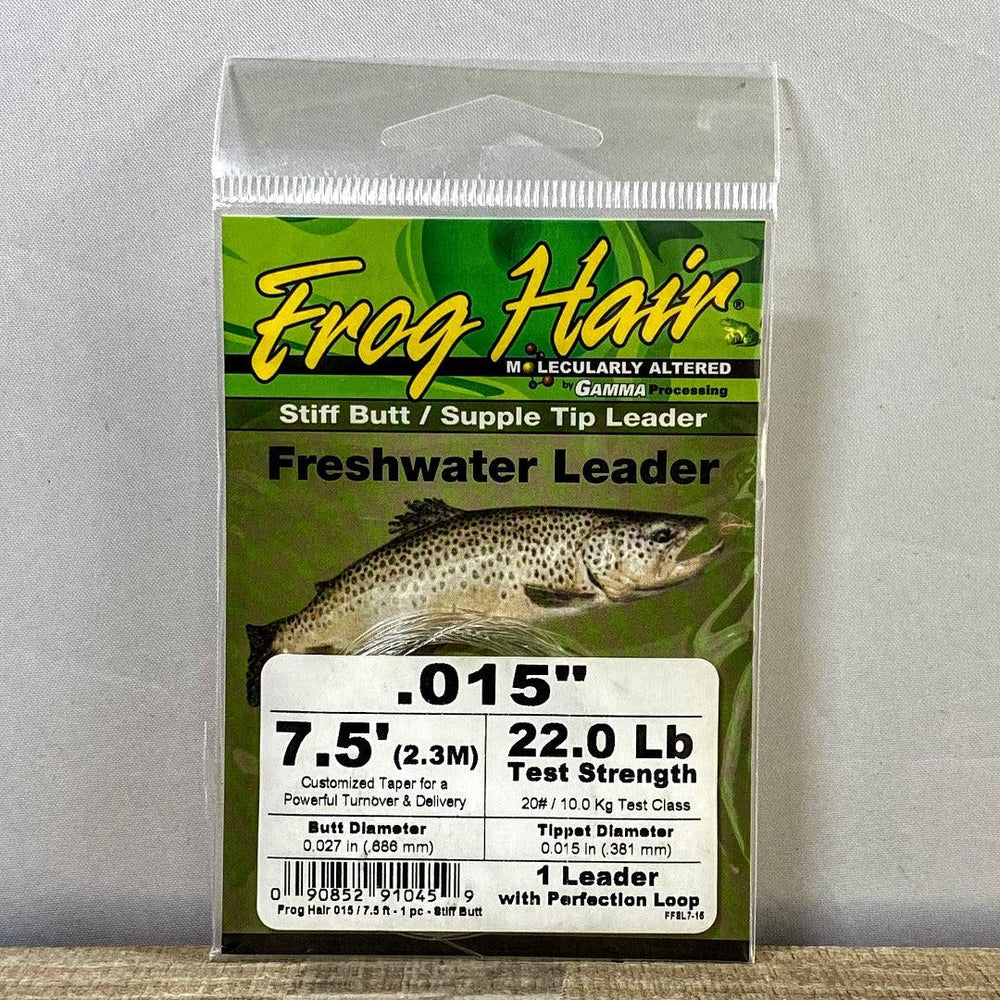 Frog Hair®
MOLECULARLY ALTERED
by GAMMA Processing
Stiff Butt / Supple Tip Leader
Freshwater Leader
.015"
7.5' (2.3M)
Customized Taper for a
Powerful Turnover & Delivery
22.0 Lb
Test Strength
20# / 10.0 Kg Test Class
Butt Diameter
0.027 in (.686 mm)
Tippet Diameter
0.015 in (.381 mm)
0 90852 91045 9
Frog Hair 015 / 7.5 ft - 1 pc - Stiff Butt
1 Leader
with Perfection Loop
FFSL7-15